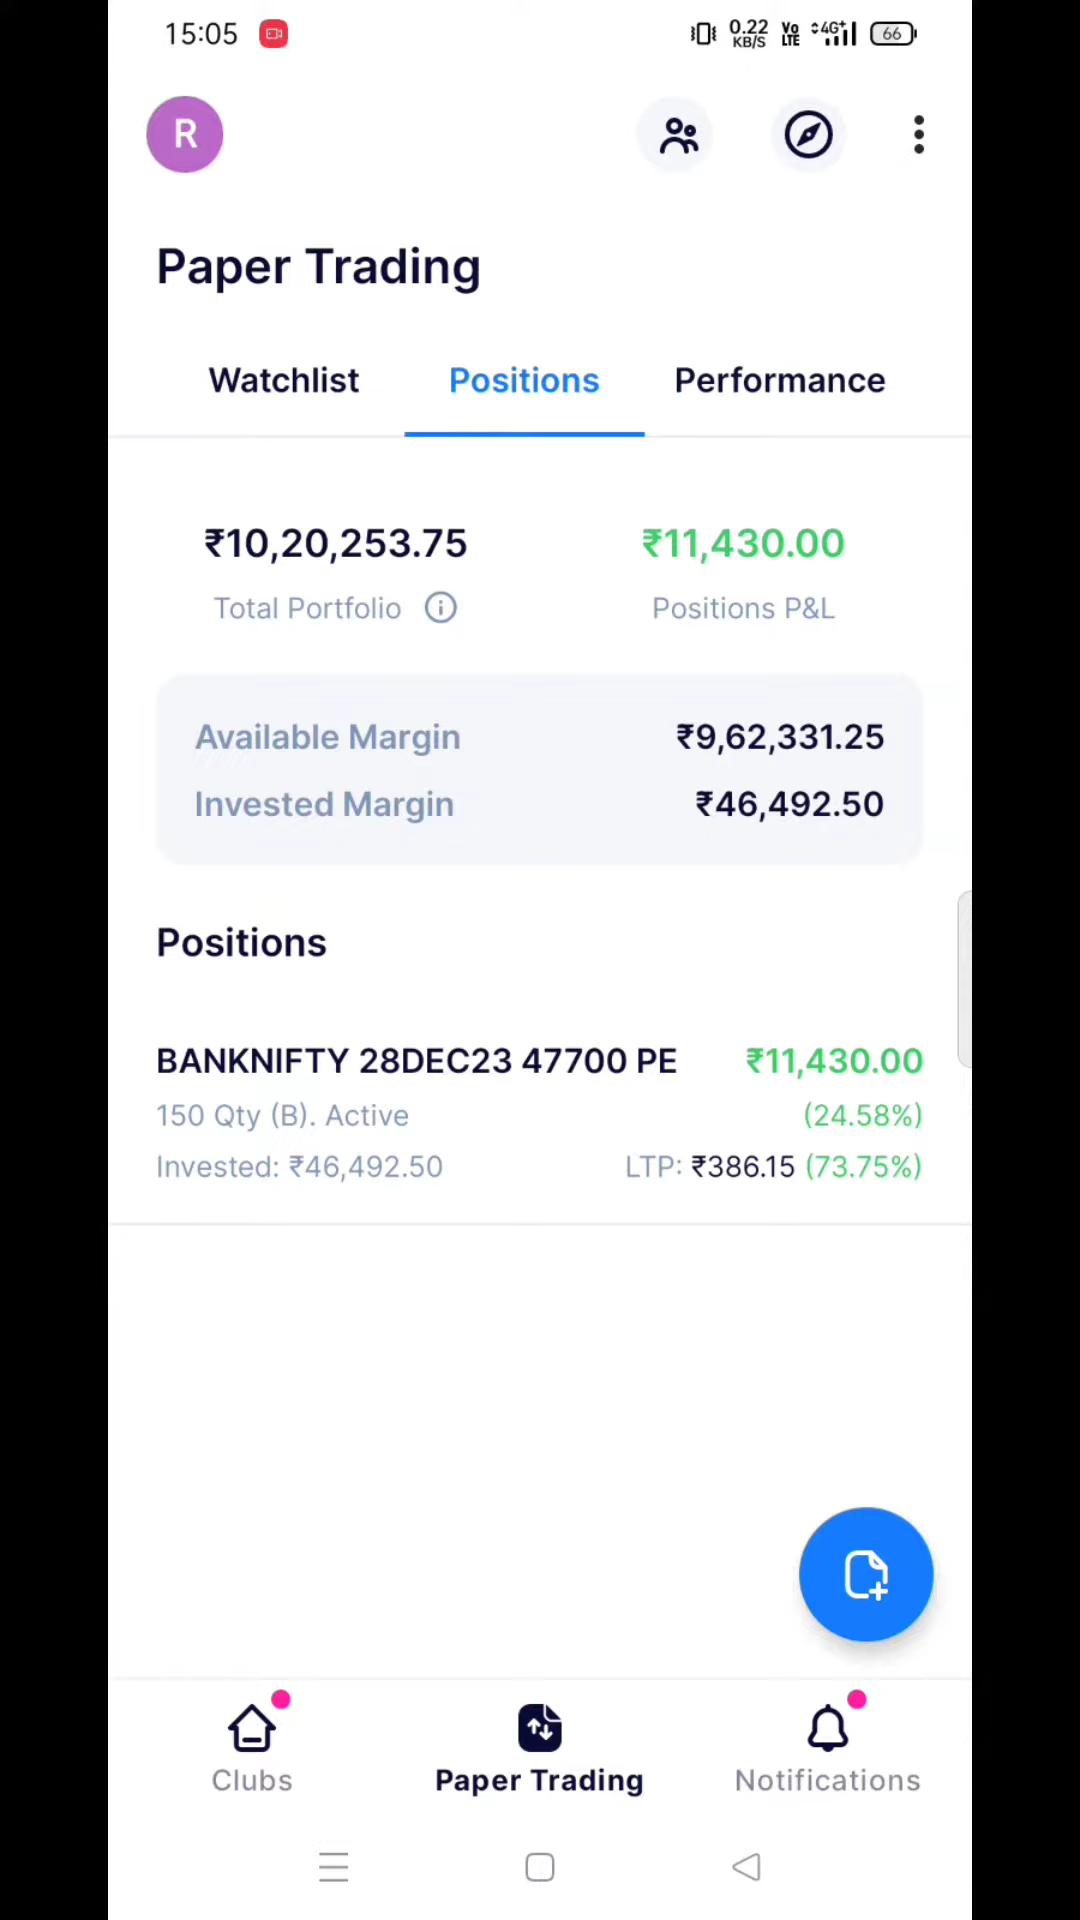 15:05 0.22 KB/S Vo LTE 4G+ 66
R
Paper Trading
Watchlist Positions Performance
₹10,20,253.75 ₹11,430.00
Total Portfolio Positions P&L
Available Margin ₹9,62,331.25
Invested Margin ₹46,492.50
Positions
BANKNIFTY 28DEC23 47700 PE ₹11,430.00
150 Qty (B). Active (24.58%)
Invested: ₹46,492.50 LTP: ₹386.15 (73.75%)
Clubs Paper Trading Notifications